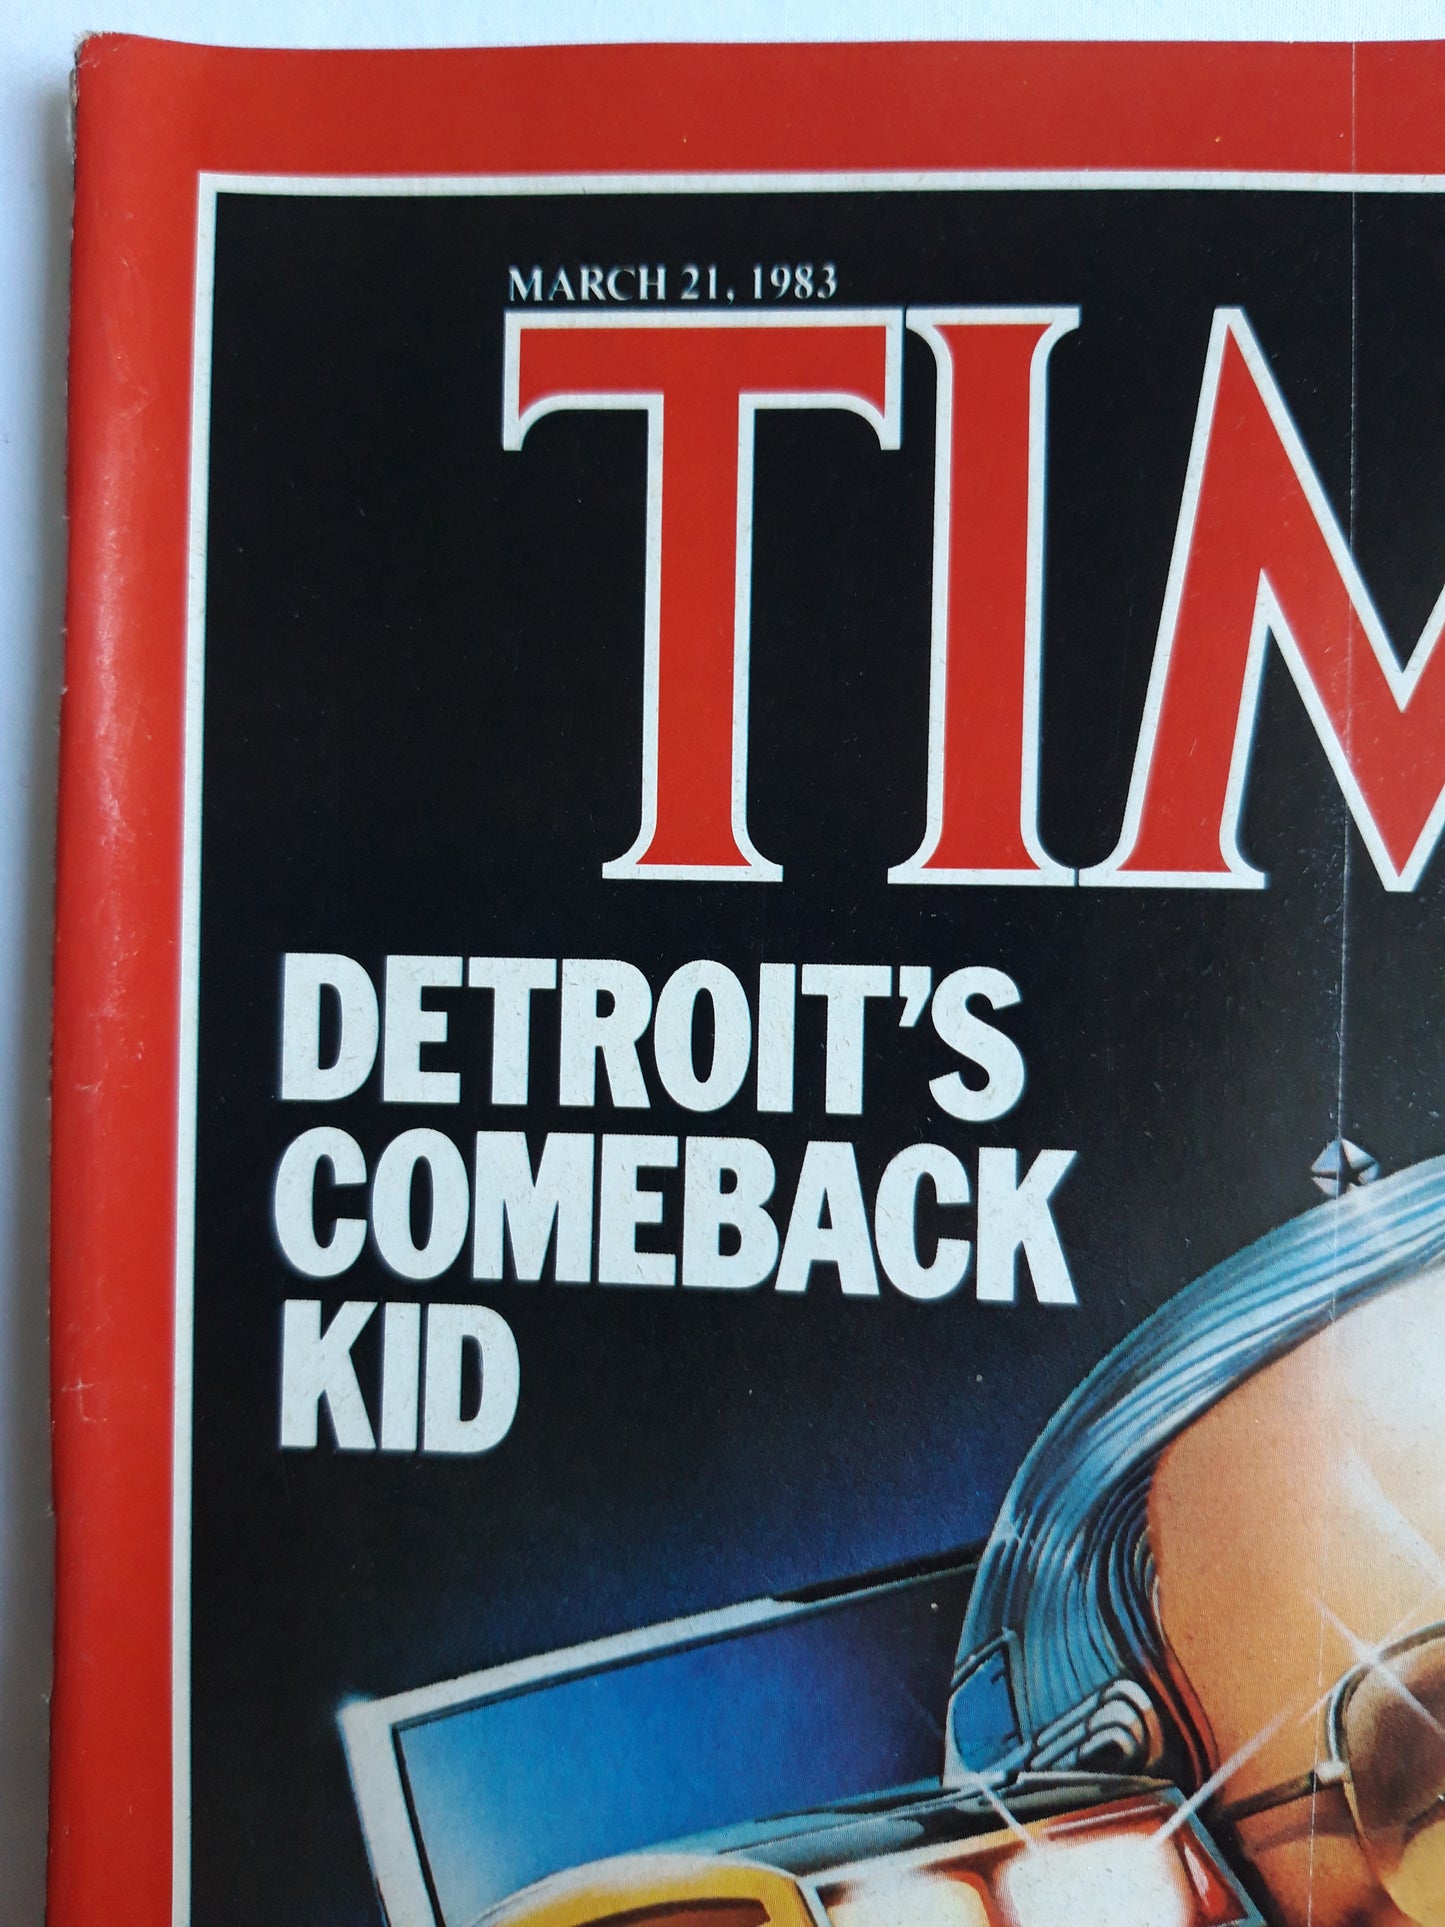 MARCH 21, 1983
TIM
DETROIT'S
COMEBACK
KID